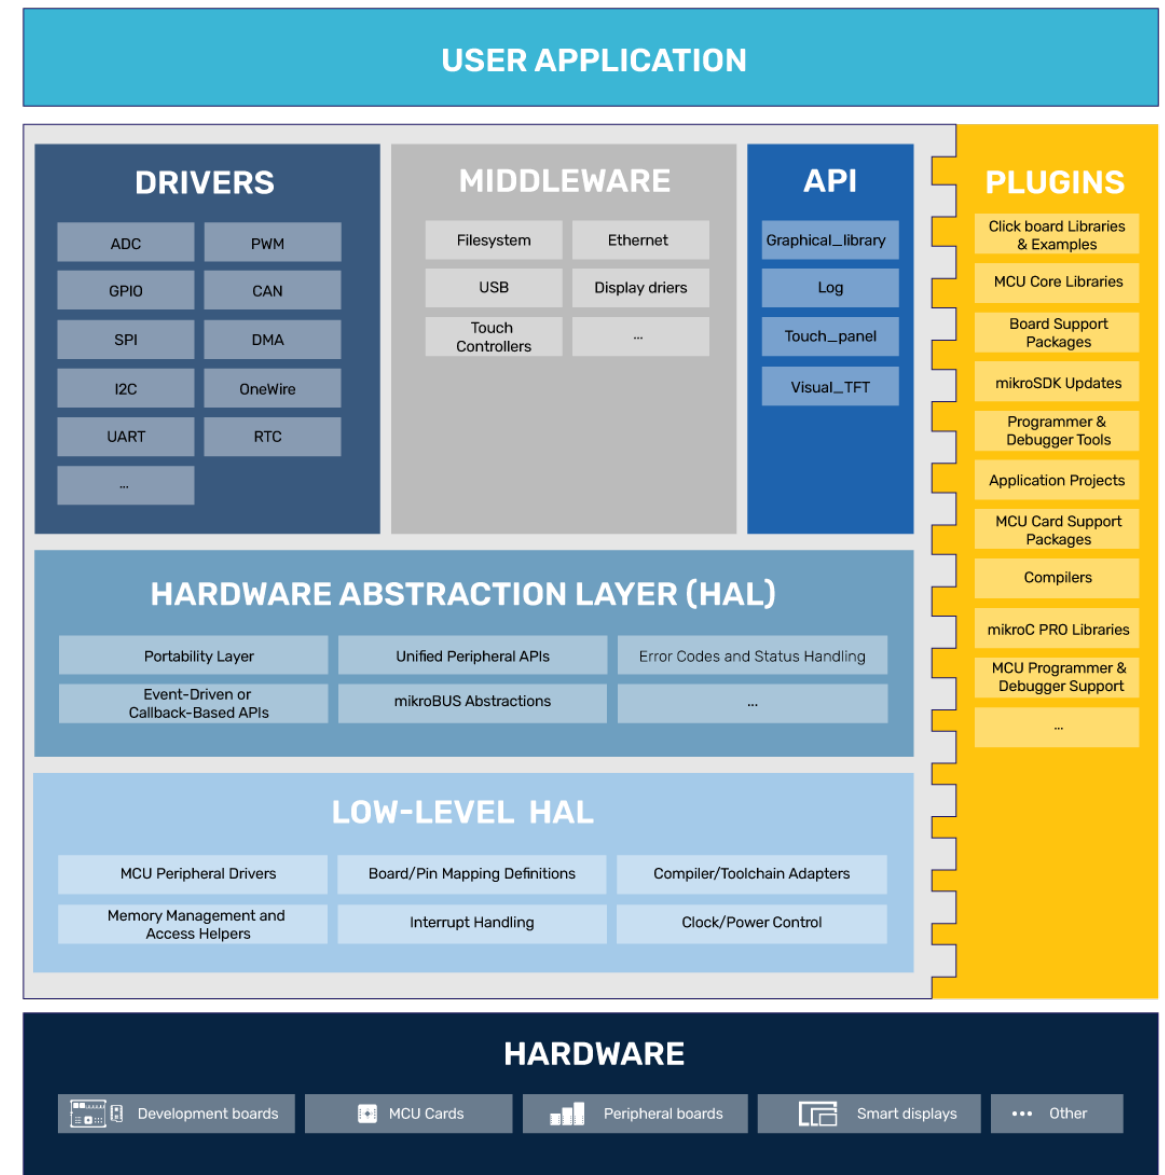 USER APPLICATION
DRIVERS
ADC
PWM
GPIO
CAN
SPI
DMA
I2C
OneWire
UART
RTC
...
MIDDLEWARE
Filesystem
Ethernet
USB
Display driers
Touch
Controllers
...
API
Graphical_library
Log
Touch_panel
Visual_TFT
PLUGINS
Click board Libraries
& Examples
MCU Core Libraries
Board Support
Packages
mikroSDK Updates
Programmer &
Debugger Tools
Application Projects
MCU Card Support
Packages
Compilers
mikroC PRO Libraries
MCU Programmer &
Debugger Support
...
HARDWARE ABSTRACTION LAYER (HAL)
Portability Layer
Unified Peripheral APIs
Error Codes and Status Handling
Event-Driven or
Callback-Based APIs
mikroBUS Abstractions
...
LOW-LEVEL HAL
MCU Peripheral Drivers
Board/Pin Mapping Definitions
Compiler/Toolchain Adapters
Memory Management and
Access Helpers
Interrupt Handling
Clock/Power Control
HARDWARE
Development boards
MCU Cards
Peripheral boards
Smart displays
... Other